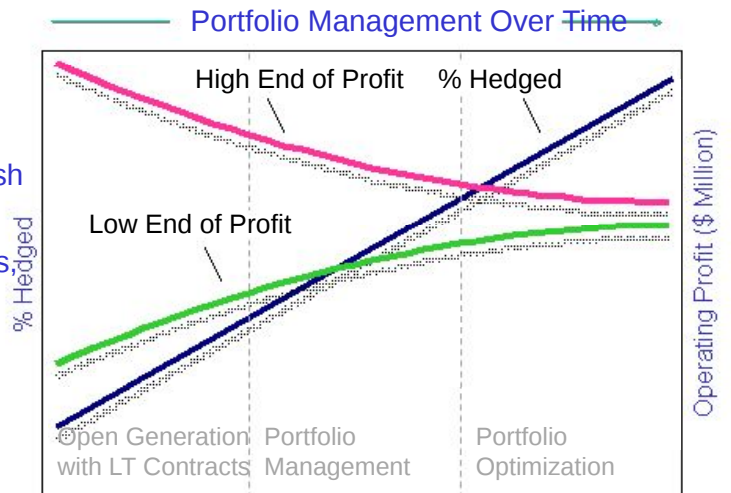 Portfolio Management Over Time
High End of Profit
% Hedged
sh
Low End of Profit
s,
% Hedged
Operating Profit ($ Million)
Open Generation
with LT Contracts
Portfolio
Management
Portfolio
Optimization